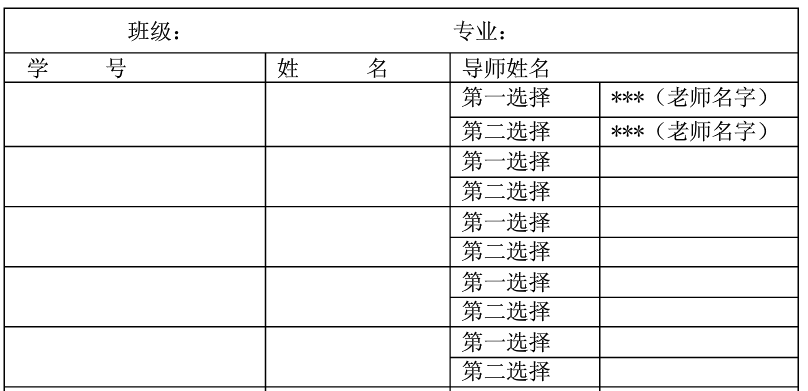 班级： 专业：
学 号 姓 名 导师姓名
第一选择 ***（老师名字）
第二选择 ***（老师名字）
第一选择
第二选择
第一选择
第二选择
第一选择
第二选择
第一选择
第二选择